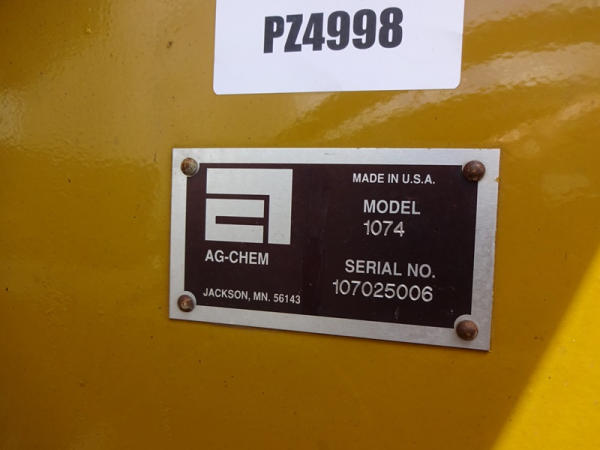 PZ4998
MADE IN U.S.A.
MODEL
1074
AG-CHEM
SERIAL NO.
107025006
JACKSON, MN. 56143